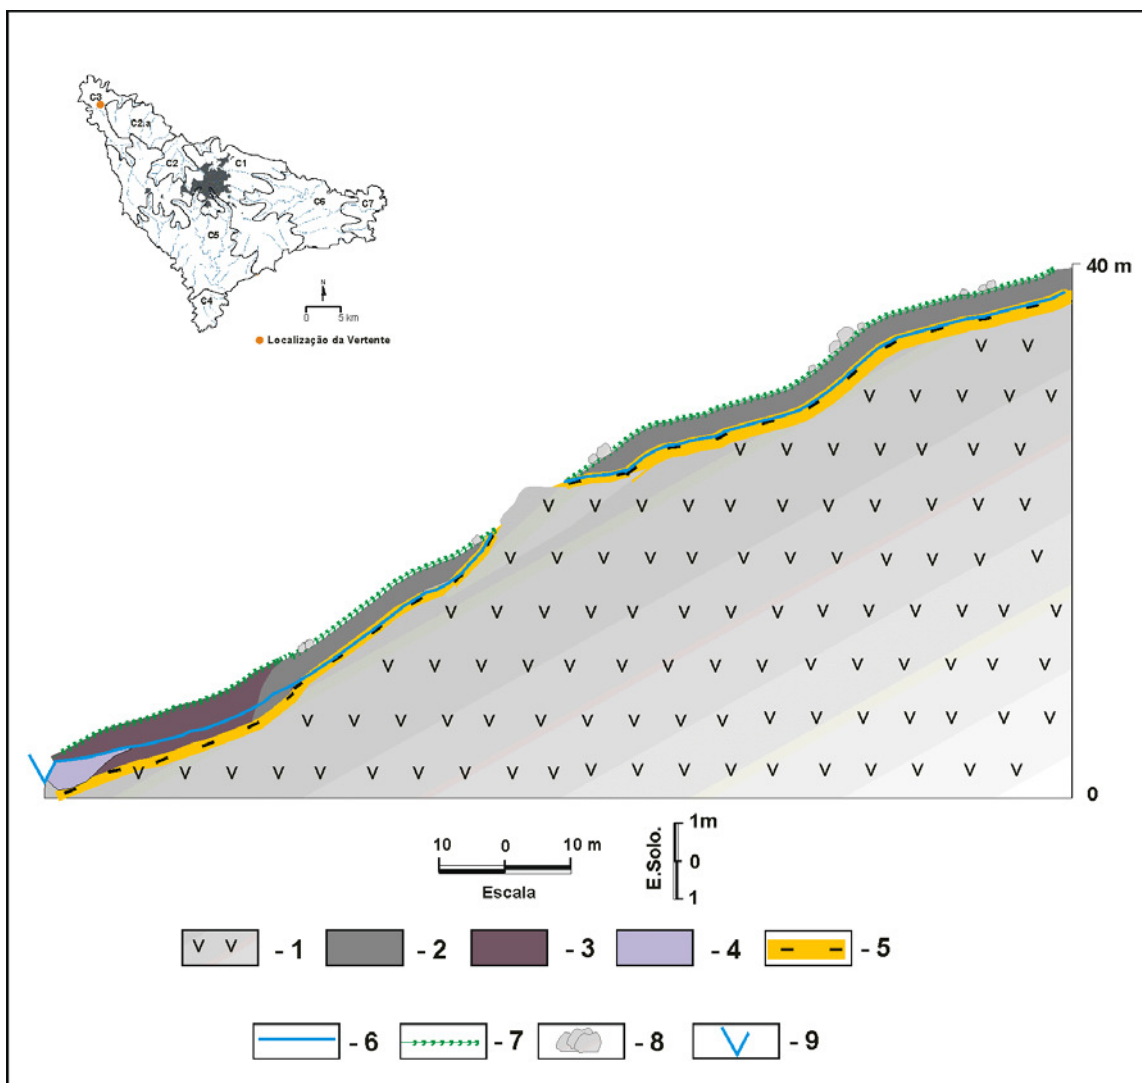 C3
C2.a
C2
C1
C6
C7
C5
C4
N
0 5 km
Localização da Vertente
40 m
0
10 0 10 m
Escala
E.Solo.
1m
0
1
V V - 1
- 2
- 3
- 4
- 5
- 6
- 7
- 8
- 9